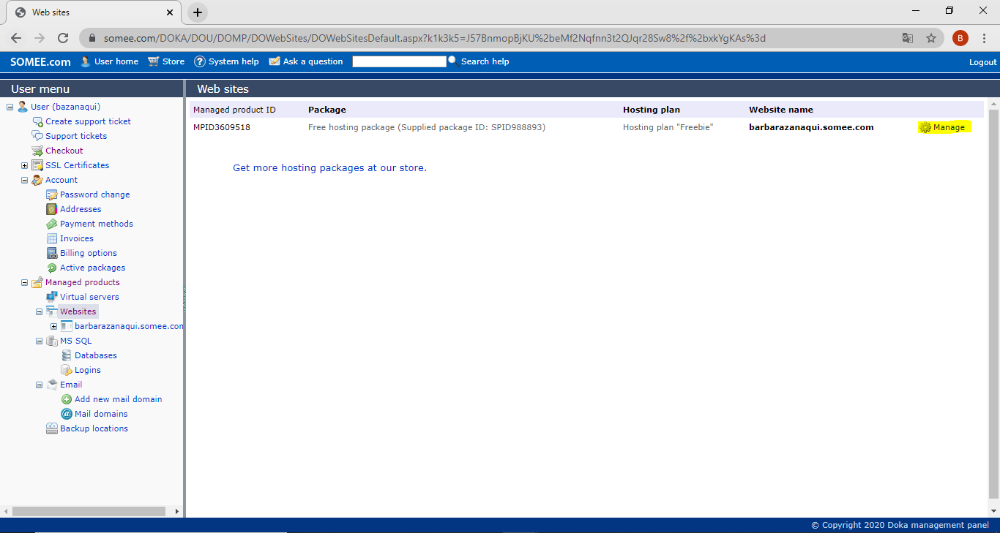 Web sites
somee.com/DOKA/DOU/DOMP/DOWebSites/DOWebSitesDefault.aspx?k1k3k5=J57BnmopBjKU%2beMf2Nqfnn3t2QJqr28Sw8%2f%2bxkYgKAs%3d
B
SOMEE.com User home Store System help Ask a question Search help Logout
User menu
Web sites
User (bazanaqui)
Create support ticket
Support tickets
Checkout
SSL Certificates
Account
Password change
Addresses
Payment methods
Invoices
Billing options
Active packages
Managed products
Virtual servers
Websites
barbarazanaqui.somee.con
MS SQL
Databases
Logins
Email
Add new mail domain
Mail domains
Backup locations
Managed product ID Package Hosting plan Website name
MPID3609518 Free hosting package (Supplied package ID: SPID988893) Hosting plan "Freebie" barbarazanaqui.somee.com Manage
Get more hosting packages at our store.
© Copyright 2020 Doka management panel